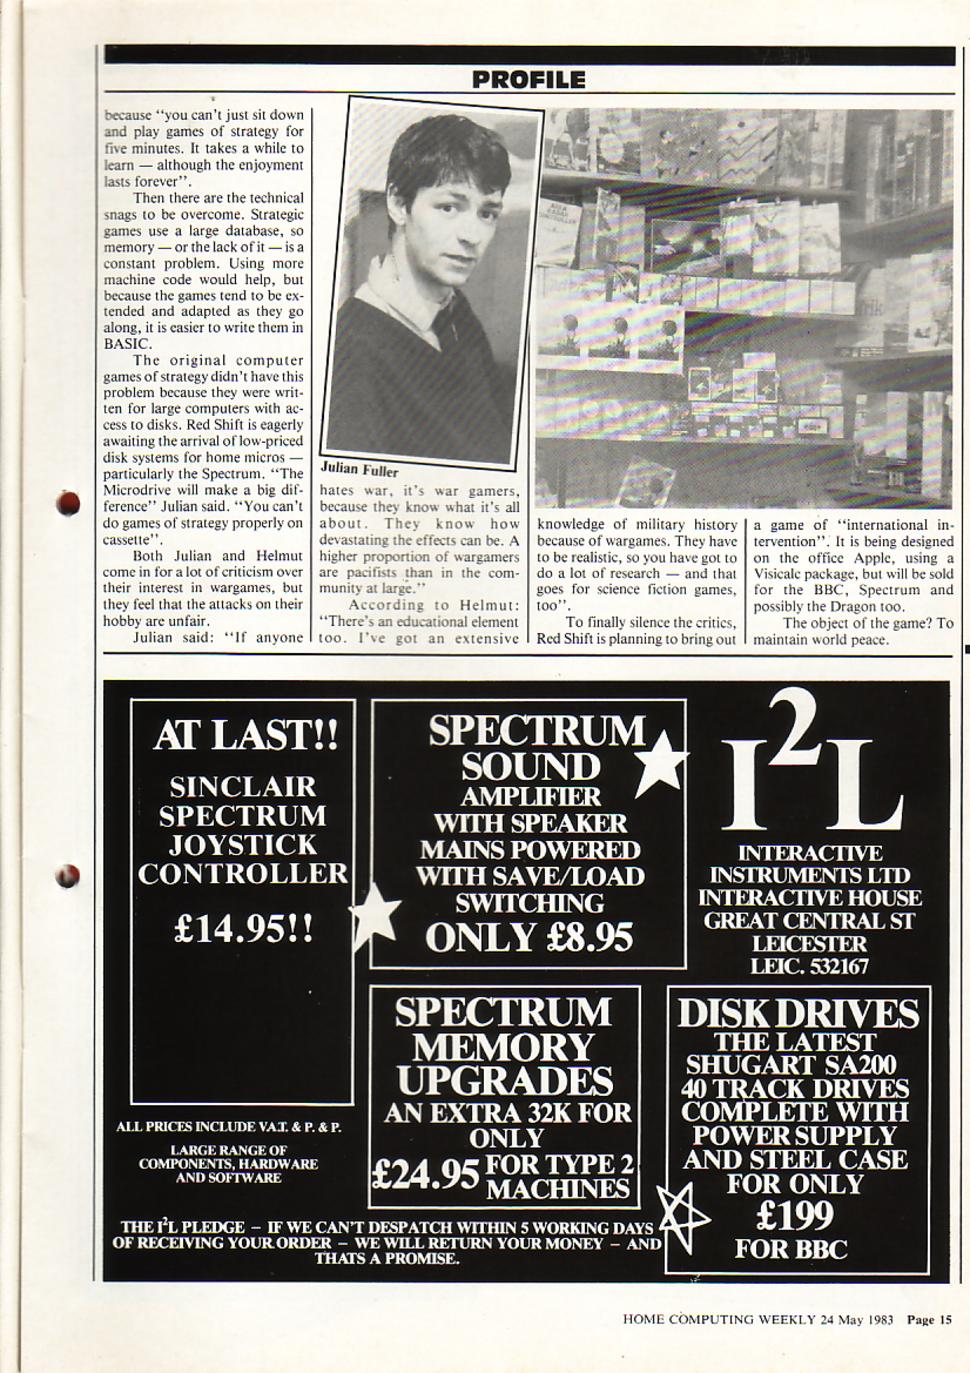 PROFILE
because "you can't just sit down
and play games of strategy for
five minutes. It takes a while to
learn — although the enjoyment
lasts forever".
Then there are the technical
snags to be overcome. Strategic
games use a large database, so
memory — or the lack of it — is a
constant problem. Using more
machine code would help, but
because the games tend to be ex-
tended and adapted as they go
along, it is easier to write them in
BASIC.
The original computer
games of strategy didn't have this
problem because they were writ-
ten for large computers with ac-
cess to disks. Red Shift is eagerly
awaiting the arrival of low-priced
disk systems for home micros —
particularly the Spectrum. "The
Microdrive will make a big dif-
ference" Julian said. "You can't
do games of strategy properly on
cassette".
Both Julian and Helmut
come in for a lot of criticism over
their interest in wargames, but
they feel that the attacks on their
hobby are unfair.
Julian said: "If anyone
Julian Fuller
hates war, it's war gamers,
because they know what it's all
about. They know how
devastating the effects can be. A
higher proportion of wargamers
are pacifists than in the com-
munity at large."
According to Helmut:
"There's an educational element
too. I've got an extensive
AREA
RADAR
CONTROLLER
knowledge of military history
because of wargames. They have
to be realistic, so you have got to
do a lot of research — and that
goes for science fiction games,
too".
To finally silence the critics,
Red Shift is planning to bring out
a game of "international in-
tervention". It is being designed
on the office Apple, using a
Visicalc package, but will be sold
for the BBC, Spectrum and
possibly the Dragon too.
The object of the game? To
maintain world peace.
AT LAST!!
SINCLAIR
SPECTRUM
JOYSTICK
CONTROLLER
£14.95!!
SPECTRUM
SOUND
AMPLIFIER
WITH SPEAKER
MAINS POWERED
WITH SAVE/LOAD
SWITCHING
ONLY £8.95
I²L
INTERACTIVE
INSTRUMENTS LTD
INTERACTIVE HOUSE
GREAT CENTRAL ST
LEICESTER
LEIC. 532167
SPECTRUM
MEMORY
UPGRADES
AN EXTRA 32K FOR
ONLY
£24.95 FOR TYPE 2
MACHINES
DISK DRIVES
THE LATEST
SHUGART SA200
40 TRACK DRIVES
COMPLETE WITH
POWER SUPPLY
AND STEEL CASE
FOR ONLY
£199
FOR BBC
ALL PRICES INCLUDE V.A.T. & P. & P.
LARGE RANGE OF
COMPONENTS, HARDWARE
AND SOFTWARE
THE I²L PLEDGE – IF WE CAN'T DESPATCH WITHIN 5 WORKING DAYS
OF RECEIVING YOUR ORDER – WE WILL RETURN YOUR MONEY – AND
THATS A PROMISE.
HOME COMPUTING WEEKLY 24 May 1983 Page 15